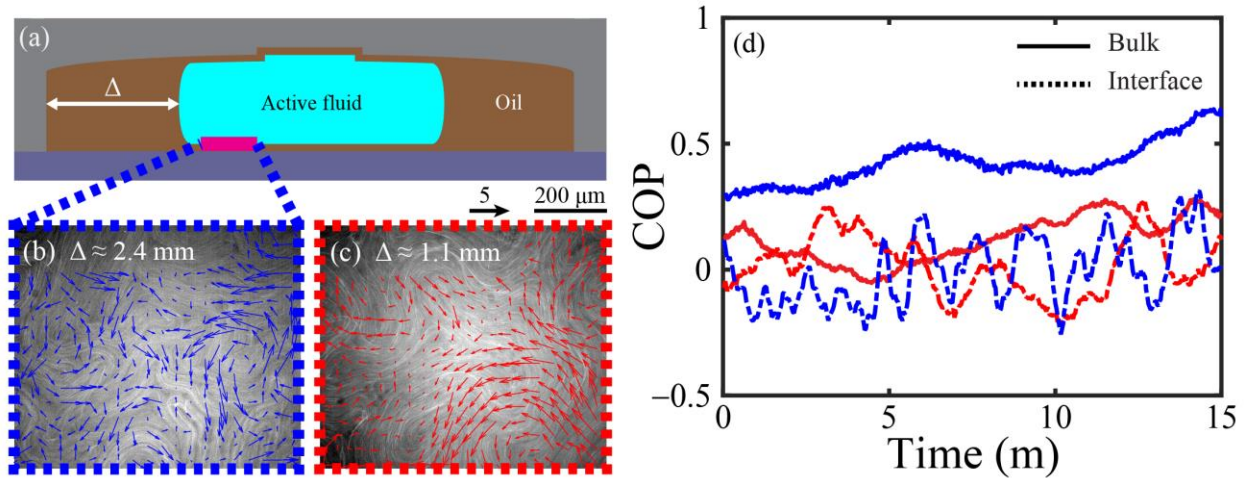 (a)
Δ
Active fluid
Oil
5
200 μm
(b)
Δ ≈ 2.4 mm
(c)
Δ ≈ 1.1 mm
(d)
Bulk
Interface
COP
1
0.5
0
−0.5
0
5
10
15
Time (m)